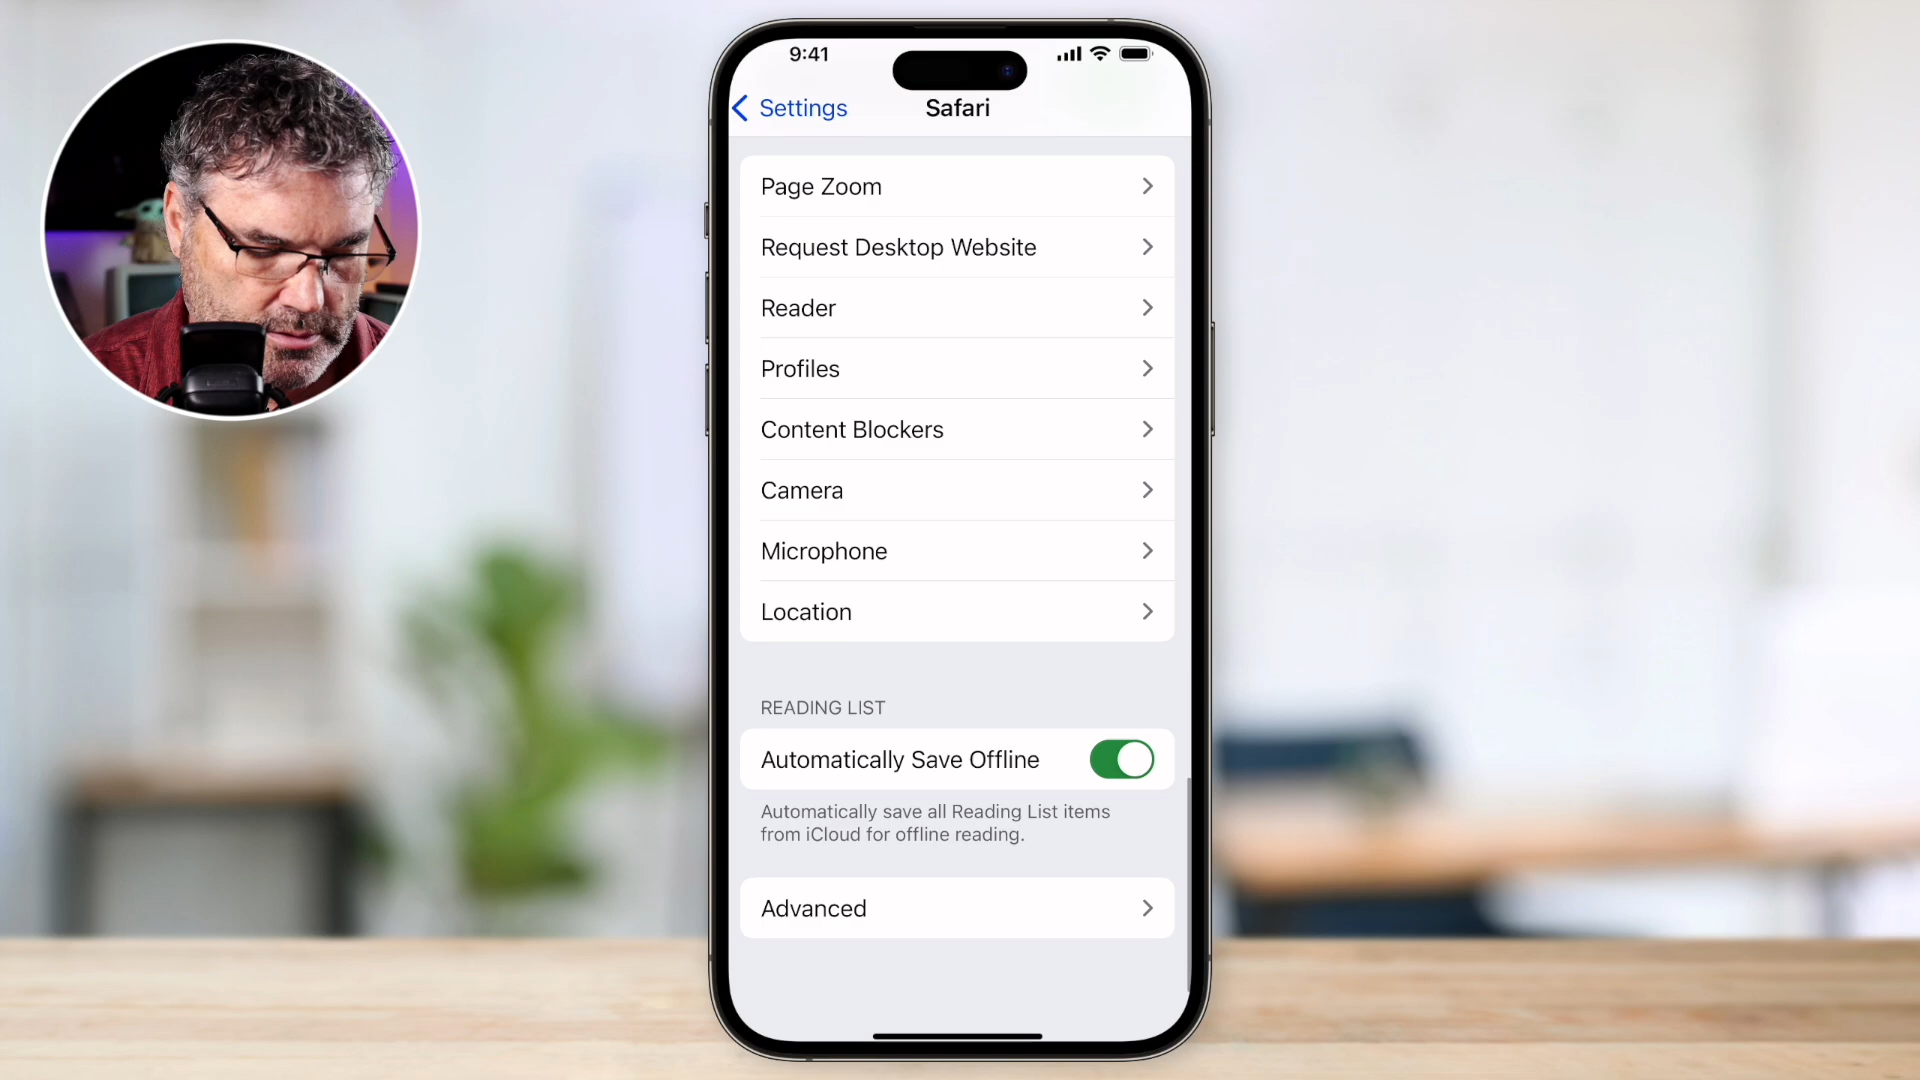 9:41
Settings
Safari
Page Zoom
Request Desktop Website
Reader
Profiles
Content Blockers
Camera
Microphone
Location
READING LIST
Automatically Save Offline
Automatically save all Reading List items
from iCloud for offline reading.
Advanced